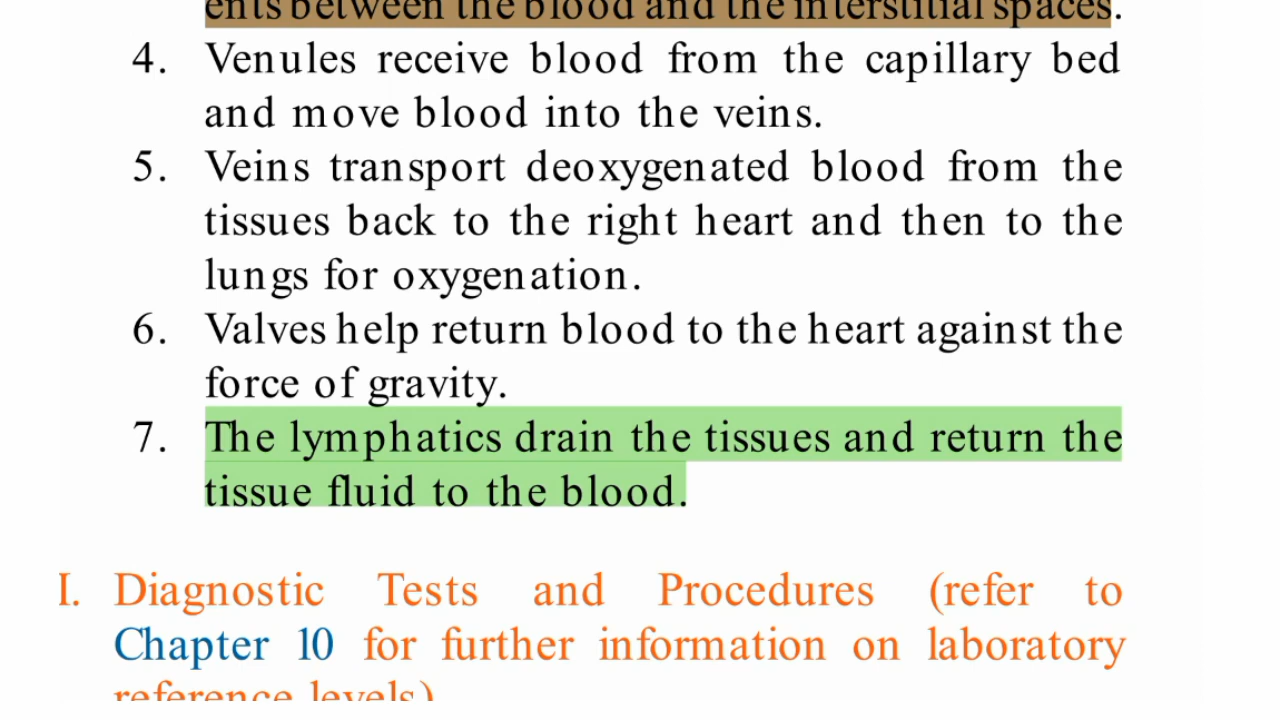 ents between the blood and the interstitial spaces.
4. Venules receive blood from the capillary bed
and move blood into the veins.
5. Veins transport deoxygenated blood from the
tissues back to the right heart and then to the
lungs for oxygenation.
6. Valves help return blood to the heart against the
force of gravity.
7. The lymphatics drain the tissues and return the
tissue fluid to the blood.
I. Diagnostic Tests and Procedures (refer to
Chapter 10 for further information on laboratory
reference levels)